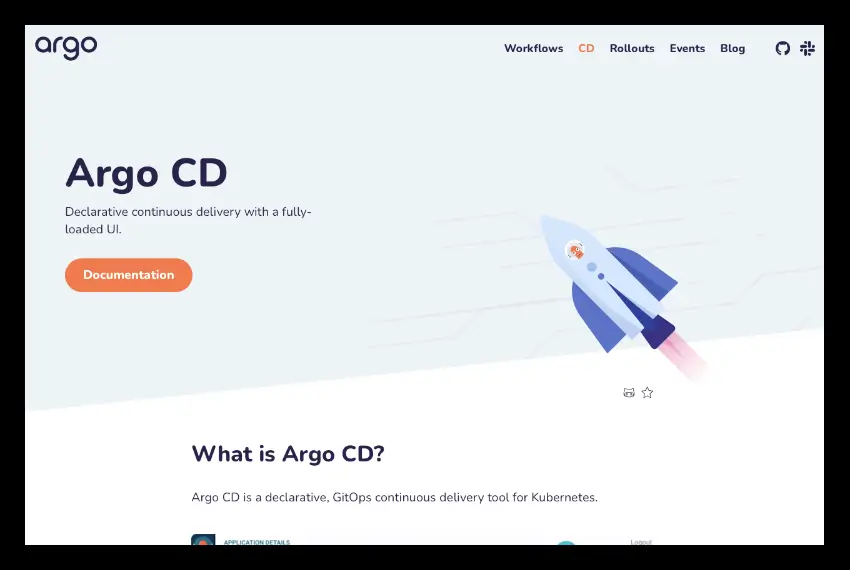 argo
Workflows CD Rollouts Events Blog
Argo CD
Declarative continuous delivery with a fully-
loaded UI.
Documentation
What is Argo CD?
Argo CD is a declarative, GitOps continuous delivery tool for Kubernetes.
APPLICATION DETAILS
Logout